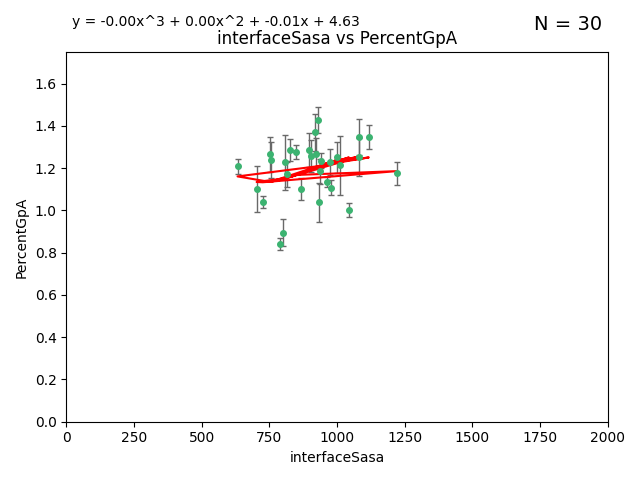 y = -0.00x^3 + 0.00x^2 + -0.01x + 4.63
N = 30
interfaceSasa vs PercentGpA
PercentGpA
1.6
1.4
1.2
1.0
0.8
0.6
0.4
0.2
0.0
0 250 500 750 1000 1250 1500 1750 2000
interfaceSasa